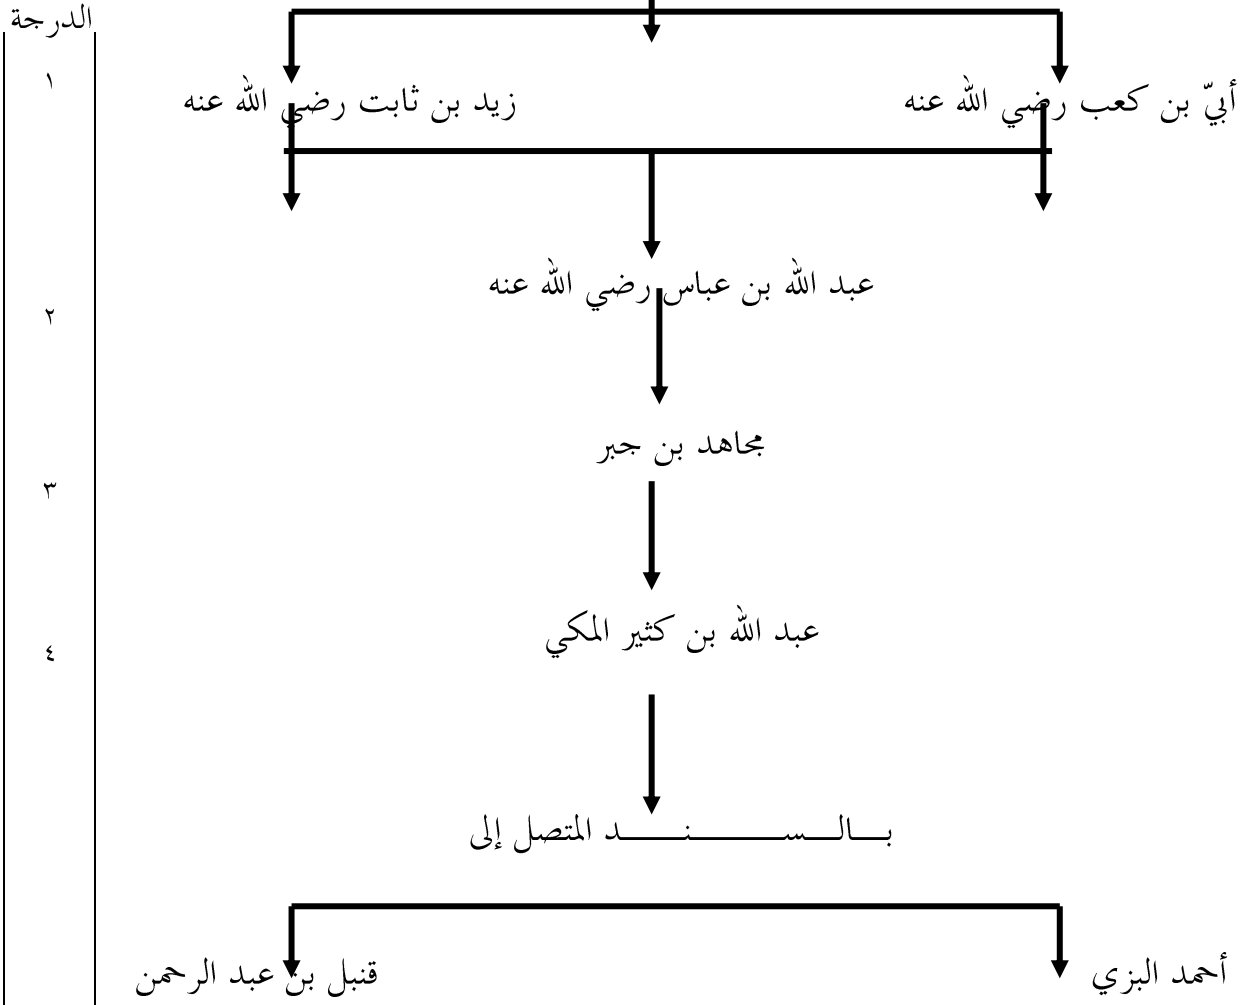 الدرجة
١
أبيّ بن كعب رضي الله عنه
زيد بن ثابت رضي الله عنه
عبد الله بن عباس رضي الله عنه
٢
مجاهد بن جبر
٣
عبد الله بن كثير المكي
٤
بـــالـــســـــــنـــــد المتصل إلى
أحمد البزي
قنبل بن عبد الرحمن